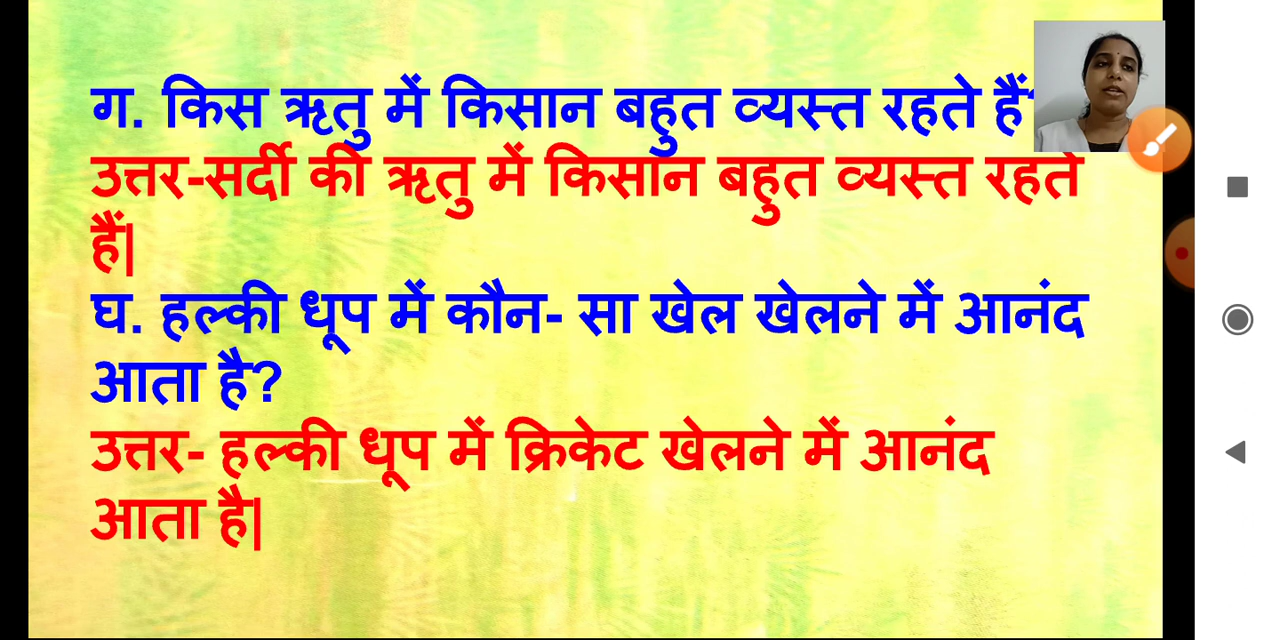 ग. किस ऋतु में किसान बहुत व्यस्त रहते हैं?
उत्तर-सर्दी की ऋतु में किसान बहुत व्यस्त रहते
हैं|
घ. हल्की धूप में कौन- सा खेल खेलने में आनंद
आता है?
उत्तर- हल्की धूप में क्रिकेट खेलने में आनंद
आता है|